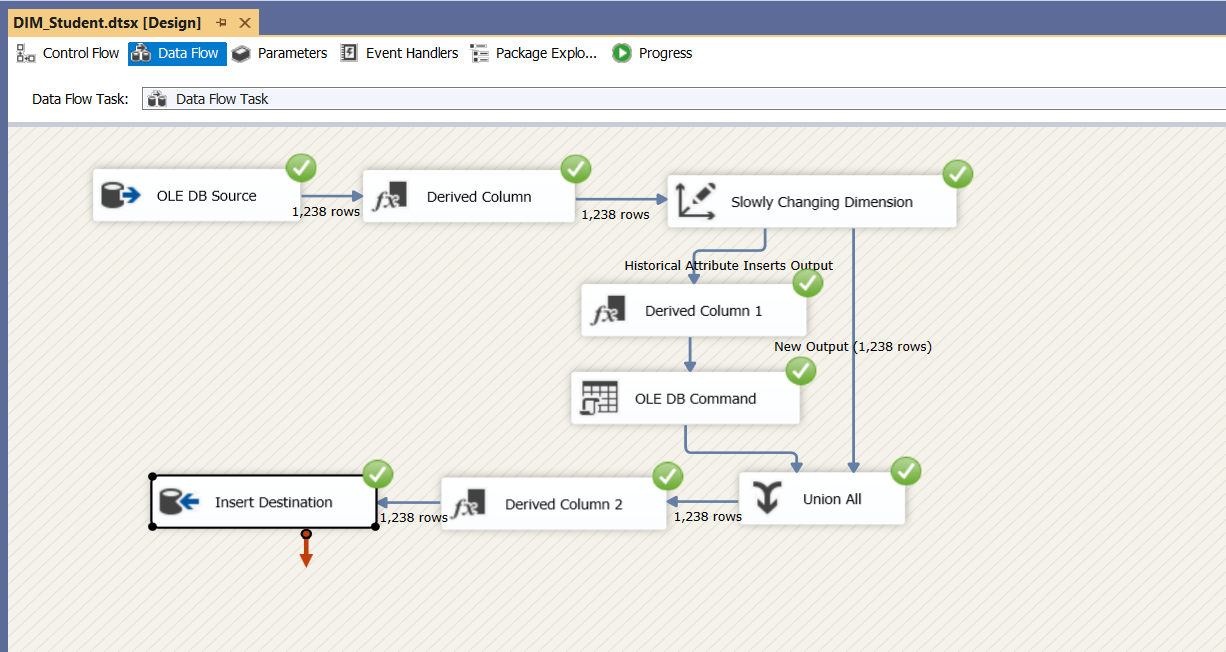 DIM_Student.dtsx [Design]
Control Flow
Data Flow
Parameters
Event Handlers
Package Explo...
Progress
Data Flow Task:
Data Flow Task
OLE DB Source
1,238 rows
Derived Column
1,238 rows
Slowly Changing Dimension
Historical Attribute Inserts Output
Derived Column 1
New Output (1,238 rows)
OLE DB Command
Insert Destination
1,238 rows
Derived Column 2
1,238 rows
Union All